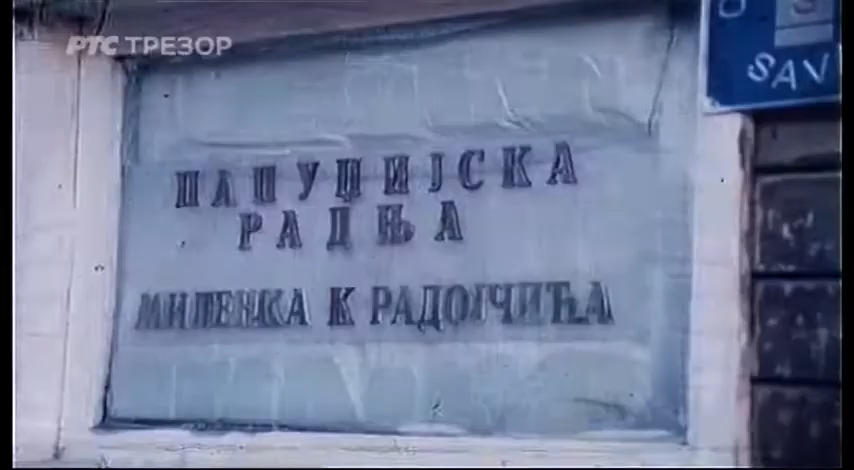 РТС ТРЕЗОР
SAV
ПАПУЏИЈСКА
РАДЊА
МИЛЕНКА К РАДОЈЧИЋА